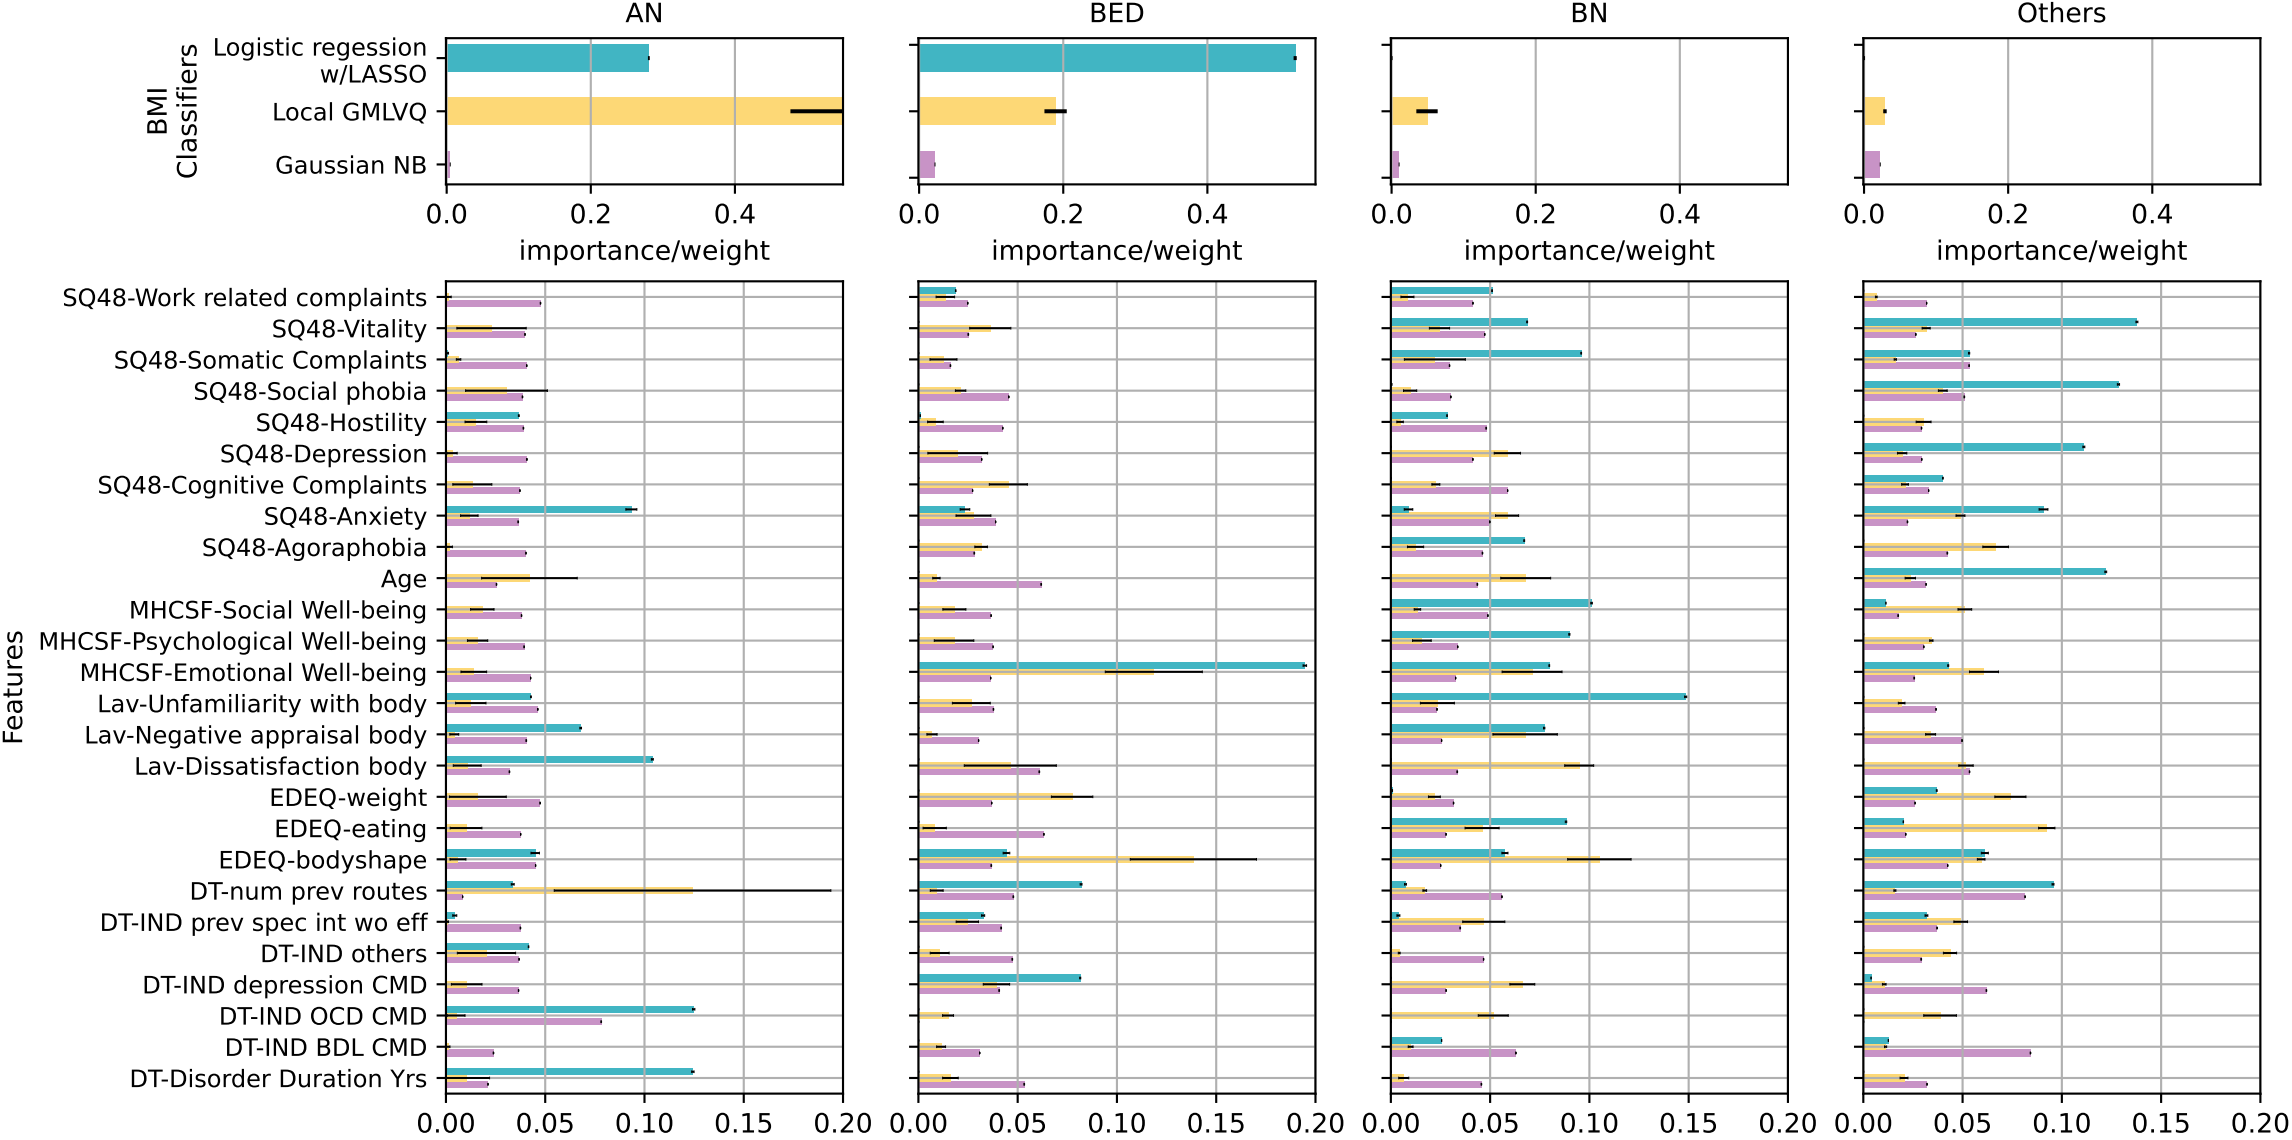 AN BED BN Others
BMI
Classifiers
Logistic regession
w/LASSO
Local GMLVQ
Gaussian NB
0.0 0.2 0.4 0.0 0.2 0.4 0.0 0.2 0.4 0.0 0.2 0.4
importance/weight importance/weight importance/weight importance/weight
Features
SQ48-Work related complaints
SQ48-Vitality
SQ48-Somatic Complaints
SQ48-Social phobia
SQ48-Hostility
SQ48-Depression
SQ48-Cognitive Complaints
SQ48-Anxiety
SQ48-Agoraphobia
Age
MHCSF-Social Well-being
MHCSF-Psychological Well-being
MHCSF-Emotional Well-being
Lav-Unfamiliarity with body
Lav-Negative appraisal body
Lav-Dissatisfaction body
EDEQ-weight
EDEQ-eating
EDEQ-bodyshape
DT-num prev routes
DT-IND prev spec int wo eff
DT-IND others
DT-IND depression CMD
DT-IND OCD CMD
DT-IND BDL CMD
DT-Disorder Duration Yrs
0.00 0.05 0.10 0.15 0.20 0.00 0.05 0.10 0.15 0.20 0.00 0.05 0.10 0.15 0.20 0.00 0.05 0.10 0.15 0.20